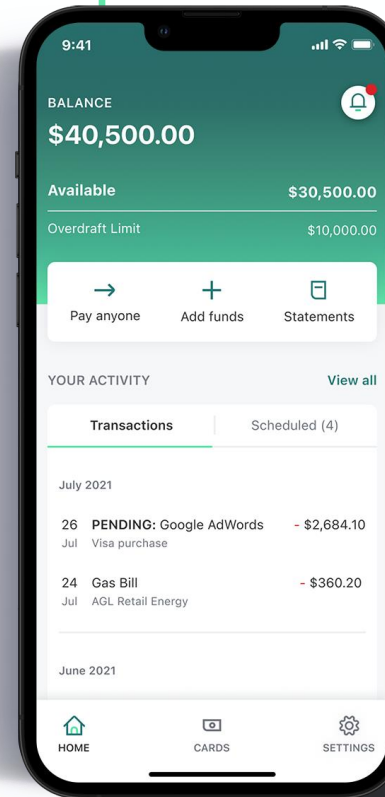 9:41
BALANCE
$40,500.00
Available $30,500.00
Overdraft Limit $10,000.00
Pay anyone Add funds Statements
YOUR ACTIVITY View all
Transactions Scheduled (4)
July 2021
26 PENDING: Google AdWords - $2,684.10
Jul Visa purchase
24 Gas Bill - $360.20
Jul AGL Retail Energy
June 2021
HOME CARDS SETTINGS